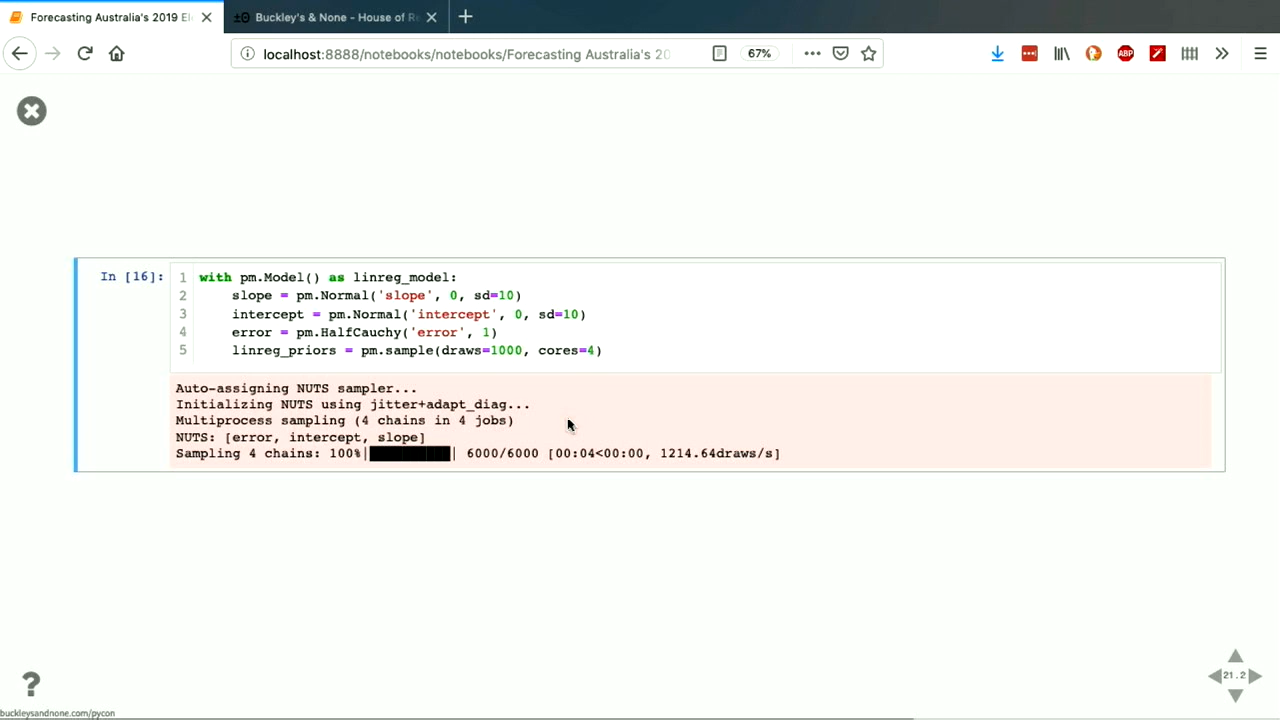 Forecasting Australia's 2019 El
Buckley's & None - House of Re
localhost:8888/notebooks/notebooks/Forecasting Australia's 20
67%
ABP
In [16]:
1 with pm.Model() as linreg_model:
2 slope = pm.Normal('slope', 0, sd=10)
3 intercept = pm.Normal('intercept', 0, sd=10)
4 error = pm.HalfCauchy('error', 1)
5 linreg_priors = pm.sample(draws=1000, cores=4)
Auto-assigning NUTS sampler...
Initializing NUTS using jitter+adapt_diag...
Multiprocess sampling (4 chains in 4 jobs)
NUTS: [error, intercept, slope]
Sampling 4 chains: 100%|██████████| 6000/6000 [00:04<00:00, 1214.64draws/s]
?
21.2
buckleysandnone.com/pycon